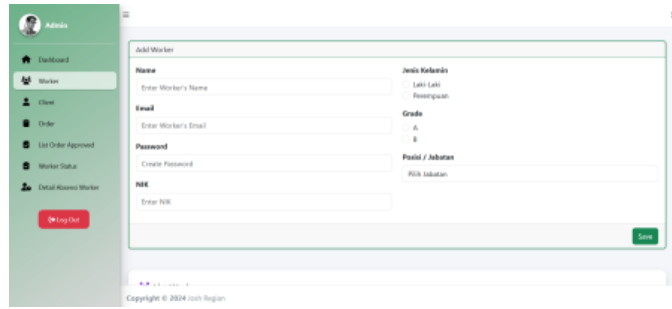 Admin
Dashboard
Worker
Client
Order
List Order Approved
Worker Status
Detail Absensi Worker
Log Out
Add Worker
Name
Enter Worker's Name
Email
Enter Worker's Email
Password
Create Password
NIK
Enter NIK
Jenis Kelamin
Laki-Laki
Perempuan
Grade
A
B
Posisi / Jabatan
Pilih Jabatan
Save
Copyright © 2024 Josh Regian